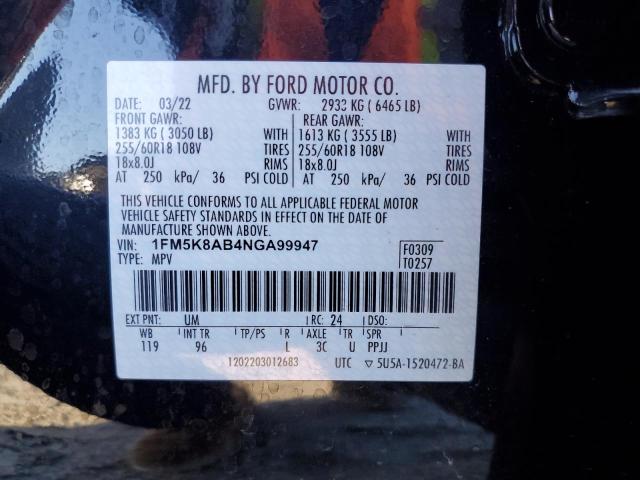 MFD. BY FORD MOTOR CO.
DATE: 03/22 GVWR: 2933 KG ( 6465 LB)
FRONT GAWR: REAR GAWR:
1383 KG ( 3050 LB) WITH 1613 KG ( 3555 LB) WITH
255/60R18 108V TIRES 255/60R18 108V TIRES
18x8.0J RIMS 18x8.0J RIMS
AT 250 kPa/ 36 PSI COLD AT 250 kPa/ 36 PSI COLD
THIS VEHICLE CONFORMS TO ALL APPLICABLE FEDERAL MOTOR
VEHICLE SAFETY STANDARDS IN EFFECT ON THE DATE OF
MANUFACTURE SHOWN ABOVE.
VIN: 1FM5K8AB4NGA99947
TYPE: MPV
F0309
T0257
EXT PNT: UM RC: 24 DSO:
WB INT TR TP/PS R AXLE TR SPR
119 96 L 3C U PPJJ
1202203012683 UTC ▽ 5U5A-1520472-BA